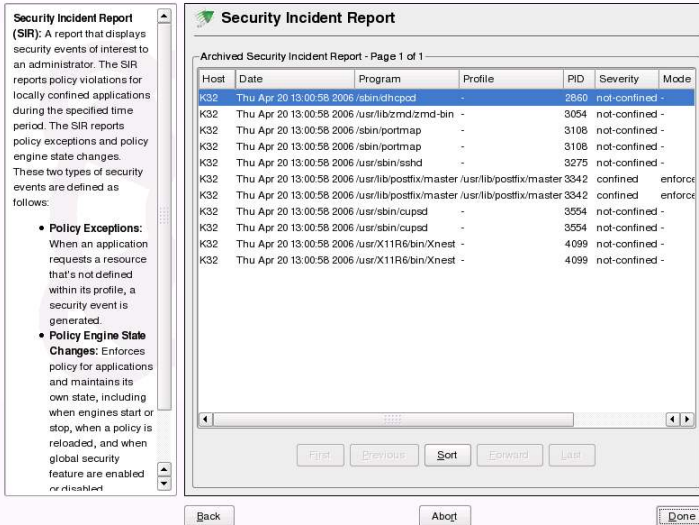 Security Incident Report
(SIR): A report that displays
security events of interest to
an administrator. The SIR
reports policy violations for
locally confined applications
during the specified time
period. The SIR reports
policy exceptions and policy
engine state changes.
These two types of security
events are defined as
follows:
• Policy Exceptions:
When an application
requests a resource
that's not defined
within its profile, a
security event is
generated.
• Policy Engine State
Changes: Enforces
policy for applications
and maintains its
own state, including
when engines start or
stop, when a policy is
reloaded, and when
global security
feature are enabled
or disabled
Security Incident Report
Archived Security Incident Report - Page 1 of 1
Host Date Program Profile PID Severity Mode
K32 Thu Apr 20 13:00:58 2006 /sbin/dhcpcd - 2860 not-confined -
K32 Thu Apr 20 13:00:58 2006 /usr/lib/zmd/zmd-bin - 3054 not-confined -
K32 Thu Apr 20 13:00:58 2006 /sbin/portmap - 3108 not-confined -
K32 Thu Apr 20 13:00:58 2006 /sbin/portmap - 3108 not-confined -
K32 Thu Apr 20 13:00:58 2006 /usr/sbin/sshd - 3275 not-confined -
K32 Thu Apr 20 13:00:58 2006 /usr/lib/postfix/master /usr/lib/postfix/master 3342 confined enforce
K32 Thu Apr 20 13:00:58 2006 /usr/lib/postfix/master /usr/lib/postfix/master 3342 confined enforce
K32 Thu Apr 20 13:00:58 2006 /usr/sbin/cupsd - 3554 not-confined -
K32 Thu Apr 20 13:00:58 2006 /usr/sbin/cupsd - 3554 not-confined -
K32 Thu Apr 20 13:00:58 2006 /usr/X11R6/bin/Xnest - 4099 not-confined -
K32 Thu Apr 20 13:00:58 2006 /usr/X11R6/bin/Xnest - 4099 not-confined -
First Previous Sort Forward Last
Back Abort Done